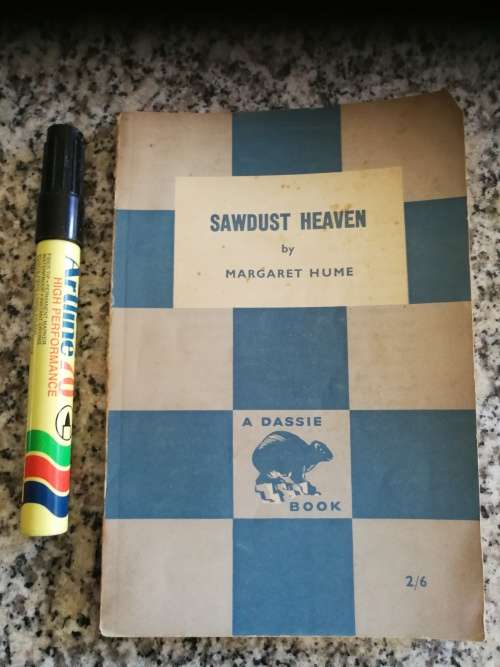 SAWDUST HEAVEN
by
MARGARET HUME
A DASSIE
BOOK
2/6
Artline 70
HIGH PERFORMANCE